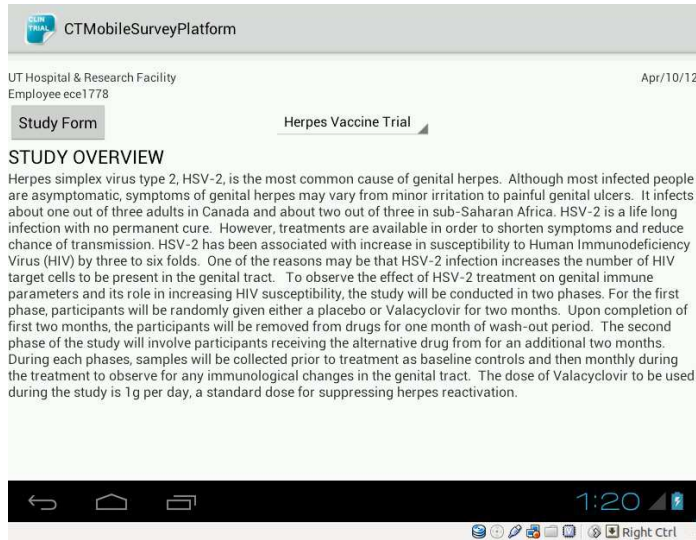 CLIN
TRIAL
CTMobileSurveyPlatform
UT Hospital & Research Facility
Apr/10/12
Employee ece1778
Study Form
Herpes Vaccine Trial
STUDY OVERVIEW
Herpes simplex virus type 2, HSV-2, is the most common cause of genital herpes. Although most infected people
are asymptomatic, symptoms of genital herpes may vary from minor irritation to painful genital ulcers. It infects
about one out of three adults in Canada and about two out of three in sub-Saharan Africa. HSV-2 is a life long
infection with no permanent cure. However, treatments are available in order to shorten symptoms and reduce
chance of transmission. HSV-2 has been associated with increase in susceptibility to Human Immunodeficiency
Virus (HIV) by three to six folds. One of the reasons may be that HSV-2 infection increases the number of HIV
target cells to be present in the genital tract. To observe the effect of HSV-2 treatment on genital immune
parameters and its role in increasing HIV susceptibility, the study will be conducted in two phases. For the first
phase, participants will be randomly given either a placebo or Valacyclovir for two months. Upon completion of
first two months, the participants will be removed from drugs for one month of wash-out period. The second
phase of the study will involve participants receiving the alternative drug from for an additional two months.
During each phases, samples will be collected prior to treatment as baseline controls and then monthly during
the treatment to observe for any immunological changes in the genital tract. The dose of Valacyclovir to be used
during the study is 1g per day, a standard dose for suppressing herpes reactivation.
1:20
Right Ctrl